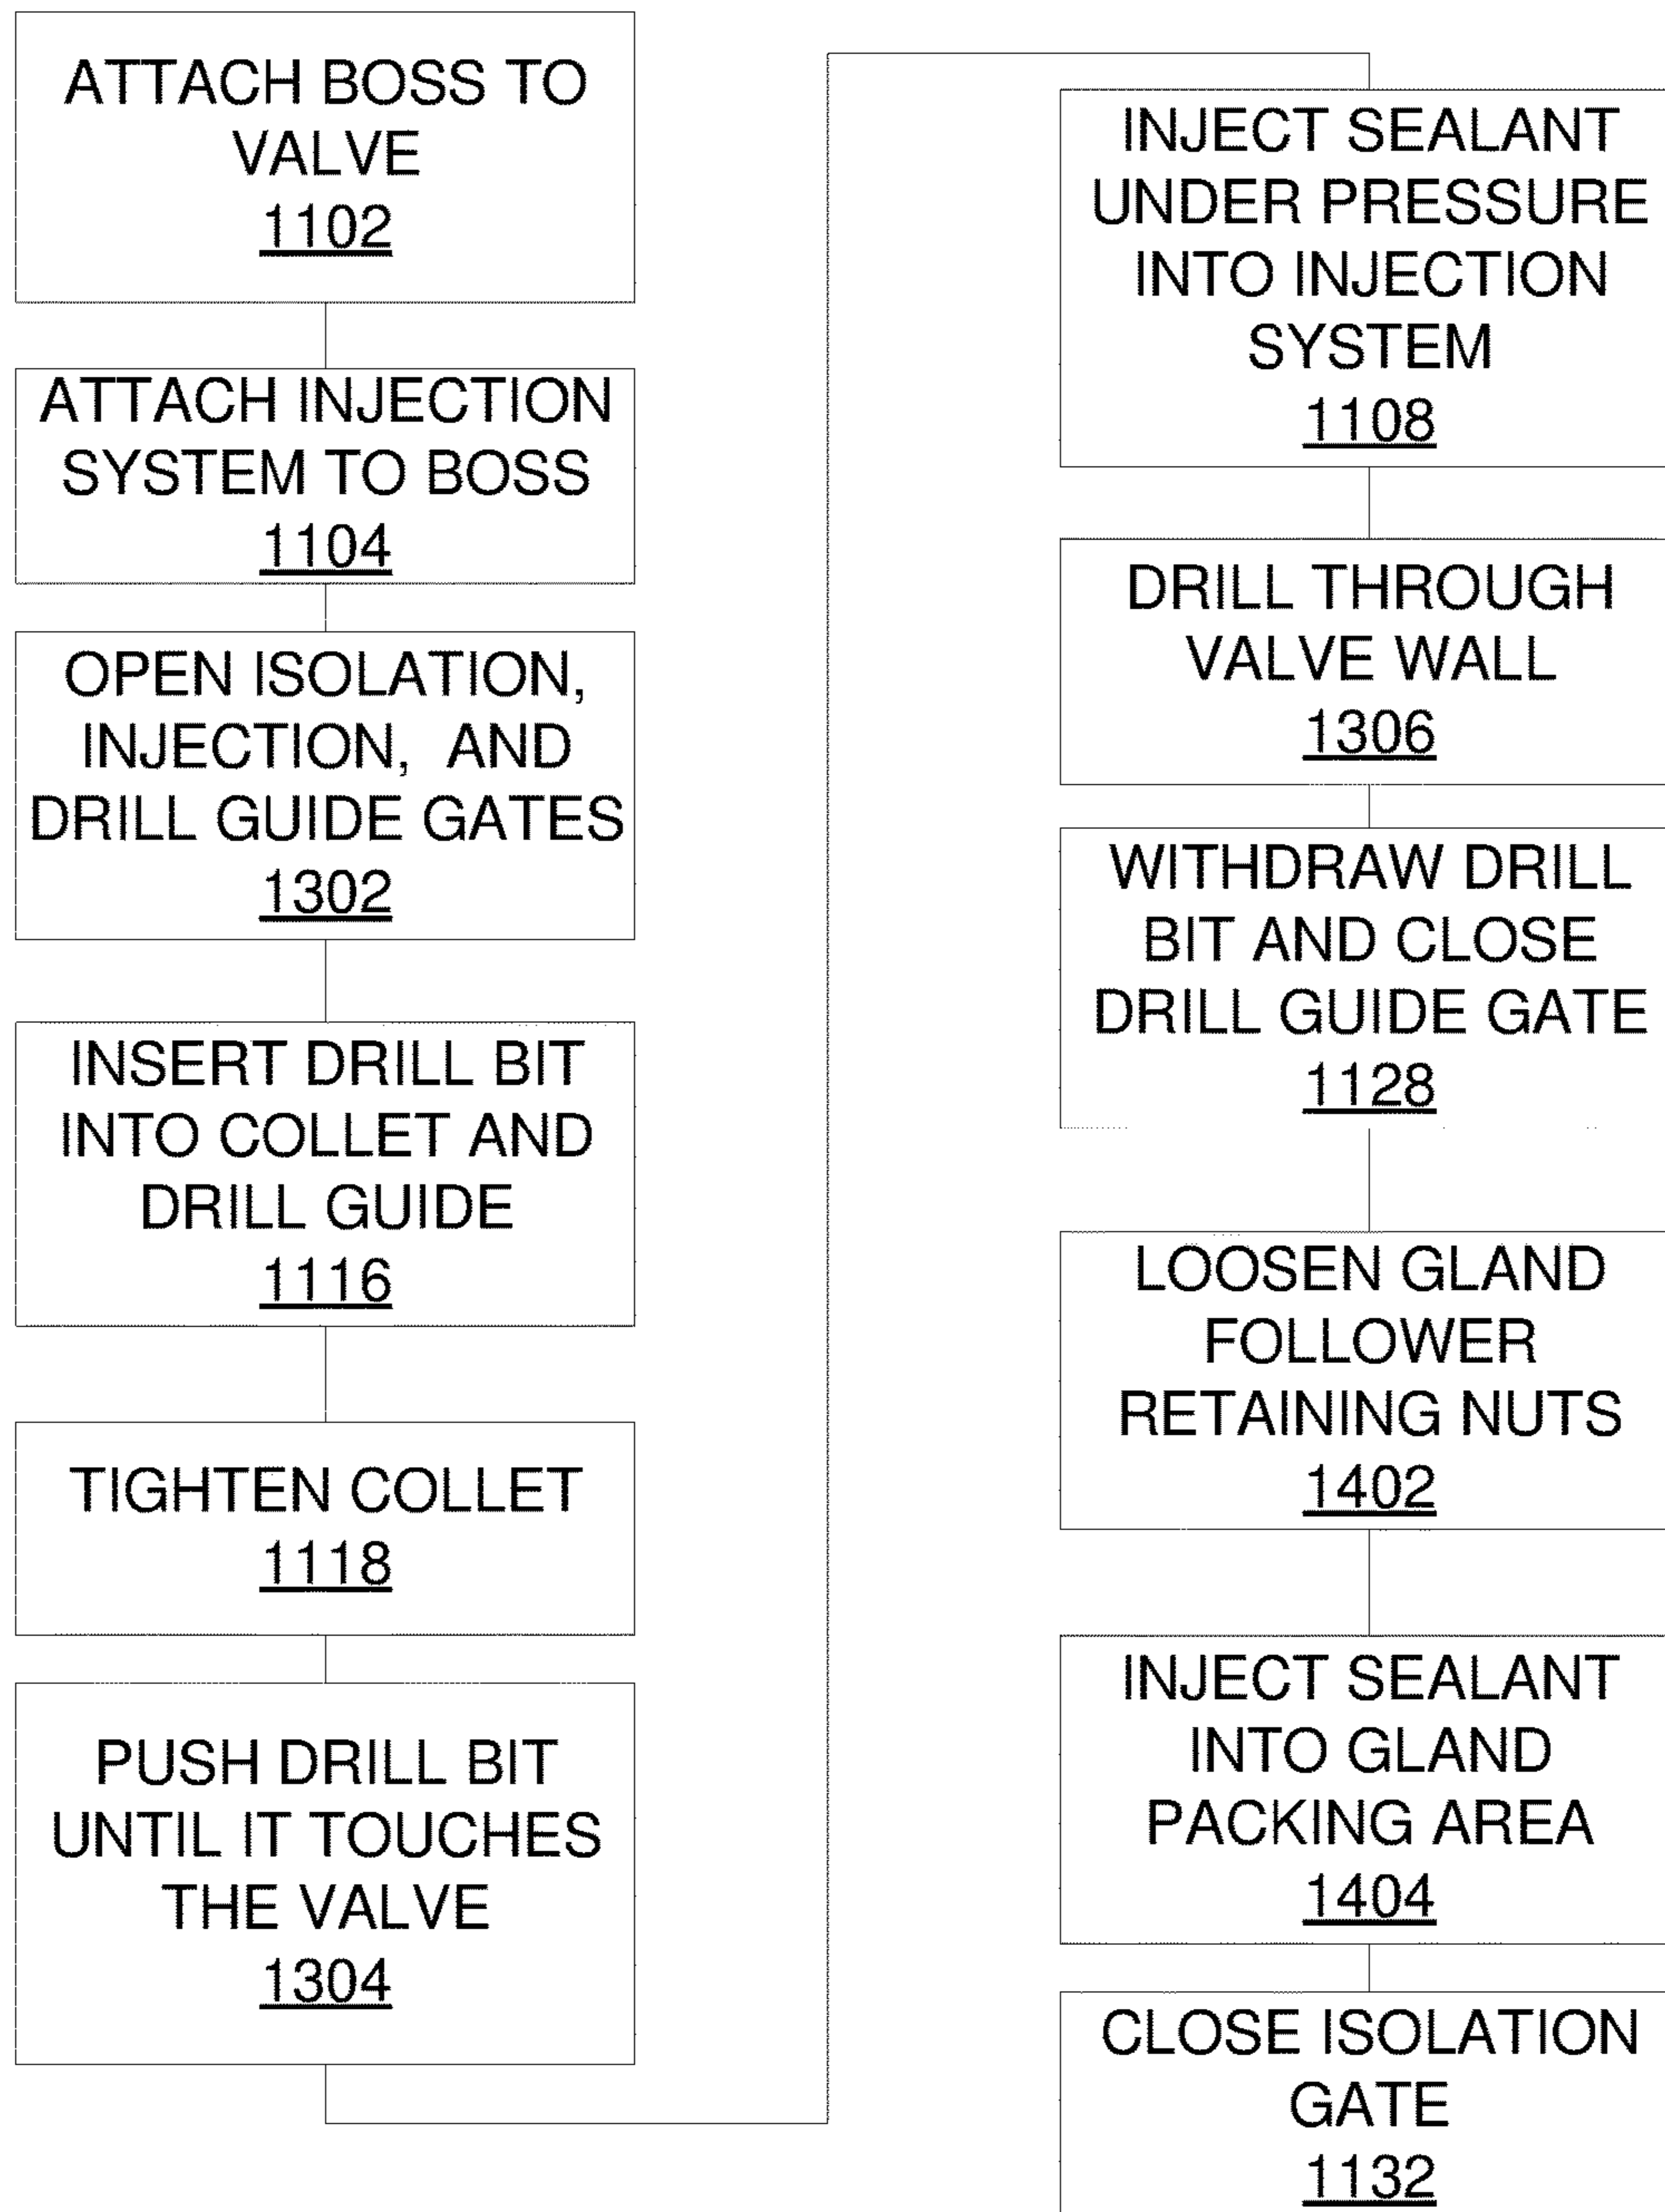 ATTACH BOSS TO
VALVE
1102
ATTACH INJECTION
SYSTEM TO BOSS
1104
OPEN ISOLATION,
INJECTION, AND
DRILL GUIDE GATES
1302
INSERT DRILL BIT
INTO COLLET AND
DRILL GUIDE
1116
TIGHTEN COLLET
1118
PUSH DRILL BIT
UNTIL IT TOUCHES
THE VALVE
1304
INJECT SEALANT
UNDER PRESSURE
INTO INJECTION
SYSTEM
1108
DRILL THROUGH
VALVE WALL
1306
WITHDRAW DRILL
BIT AND CLOSE
DRILL GUIDE GATE
1128
LOOSEN GLAND
FOLLOWER
RETAINING NUTS
1402
INJECT SEALANT
INTO GLAND
PACKING AREA
1404
CLOSE ISOLATION
GATE
1132